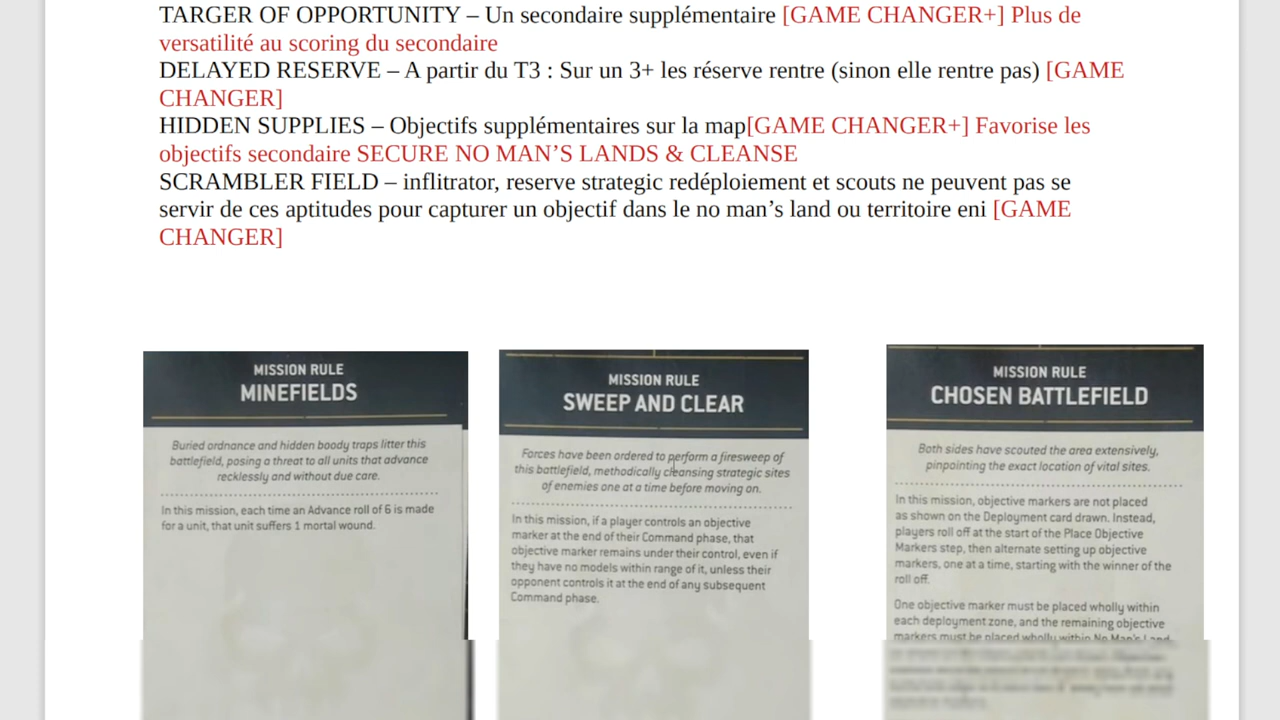 TARGER OF OPPORTUNITY – Un secondaire supplémentaire [GAME CHANGER+] Plus de
versatilité au scoring du secondaire
DELAYED RESERVE – A partir du T3 : Sur un 3+ les réserve rentre (sinon elle rentre pas) [GAME
CHANGER]
HIDDEN SUPPLIES – Objectifs supplémentaires sur la map[GAME CHANGER+] Favorise les
objectifs secondaire SECURE NO MAN’S LANDS & CLEANSE
SCRAMBLER FIELD – inflitrator, reserve strategic redéploiement et scouts ne peuvent pas se
servir de ces aptitudes pour capturer un objectif dans le no man’s land ou territoire eni [GAME
CHANGER]
MISSION RULE
MINEFIELDS
Buried ordnance and hidden booby traps litter this
battlefield, posing a threat to all units that advance
recklessly and without due care.
In this mission, each time an Advance roll of 6 is made
for a unit, that unit suffers 1 mortal wound.
MISSION RULE
SWEEP AND CLEAR
Forces have been ordered to perform a firesweep of
this battlefield, methodically cleansing strategic sites
of enemies one at a time before moving on.
In this mission, if a player controls an objective
marker at the end of their Command phase, that
objective marker remains under their control, even if
they have no models within range of it, unless their
opponent controls it at the end of any subsequent
Command phase.
MISSION RULE
CHOSEN BATTLEFIELD
Both sides have scouted the area extensively,
pinpointing the exact location of vital sites.
In this mission, objective markers are not placed
as shown on the Deployment card drawn. Instead,
players roll off at the start of the Place Objective
Markers step, then alternate setting up objective
markers, one at a time, starting with the winner of the
roll off.
One objective marker must be placed wholly within
each deployment zone, and the remaining objective
markers must be placed wholly within No Man's Land,